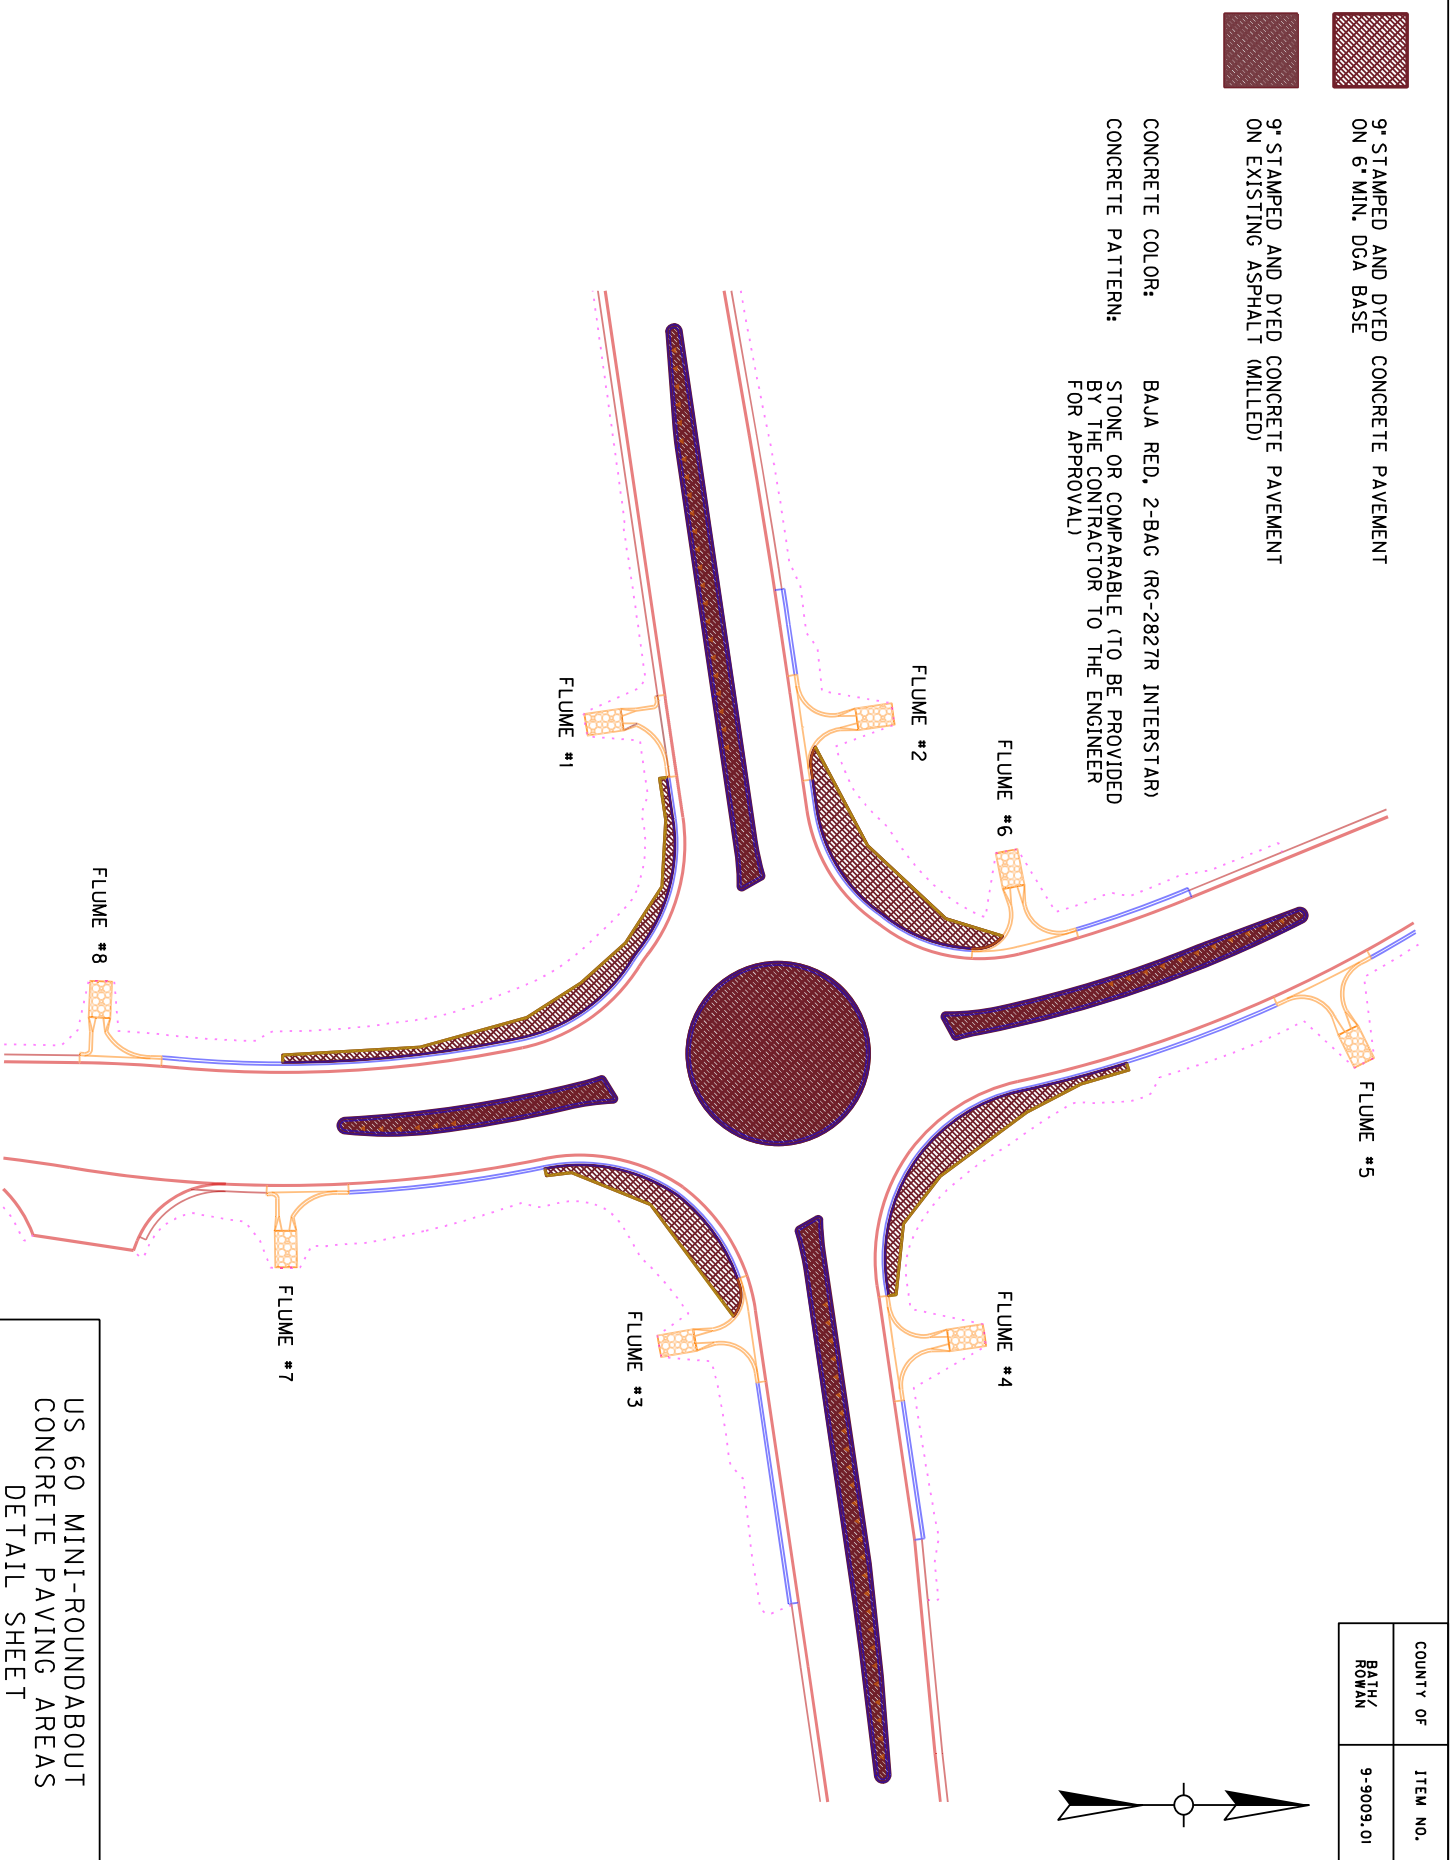 COUNTY OF
ITEM NO.
BATH/
ROWAN
9-9009.01
9" STAMPED AND DYED CONCRETE PAVEMENT
ON 6" MIN. DGA BASE
9" STAMPED AND DYED CONCRETE PAVEMENT
ON EXISTING ASPHALT (MILLED)
CONCRETE COLOR:
BAJA RED, 2-BAG (RG-2827R INTERSTAR)
CONCRETE PATTERN:
STONE OR COMPARABLE (TO BE PROVIDED
BY THE CONTRACTOR TO THE ENGINEER
FOR APPROVAL)
FLUME #5
FLUME #6
FLUME #4
FLUME #2
FLUME #3
FLUME #1
FLUME #7
FLUME #8
US 60 MINI-ROUNDABOUT
CONCRETE PAVING AREAS
DETAIL SHEET